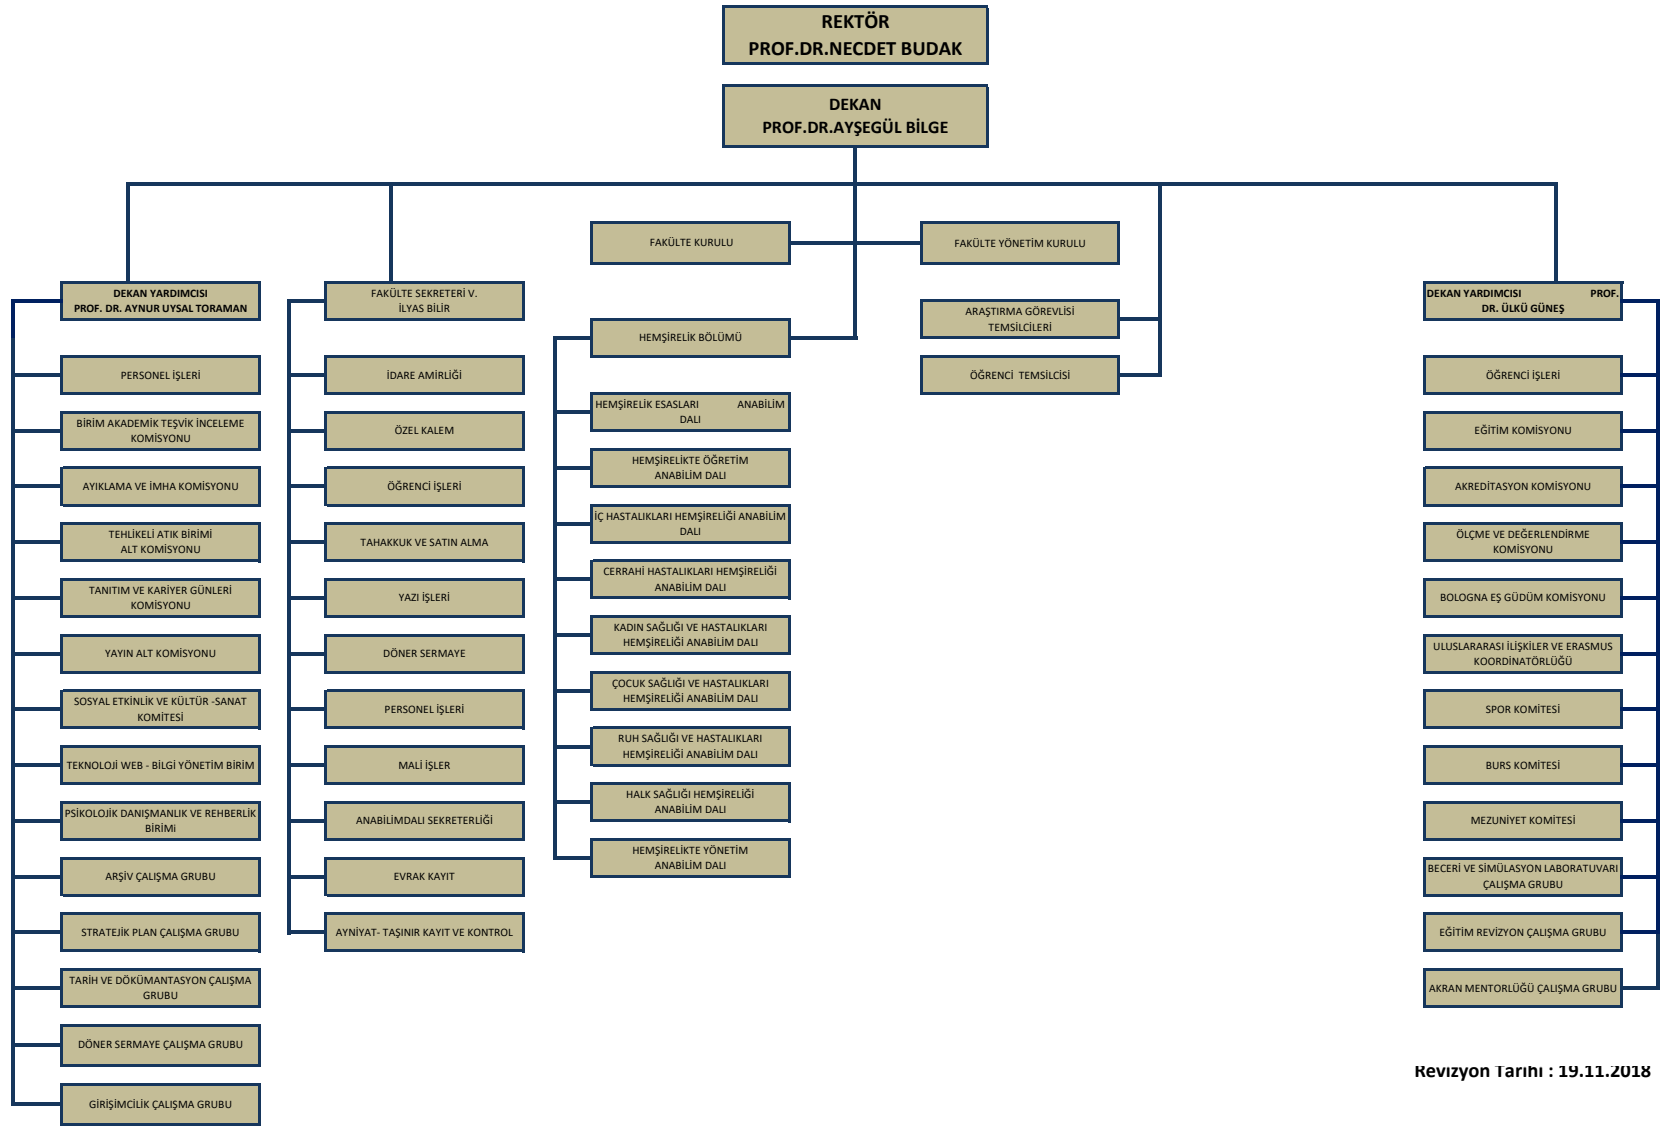 REKTÖR
PROF.DR.NECDET BUDAK
DEKAN
PROF.DR.AYŞEGÜL BİLGE
FAKÜLTE KURULU
FAKÜLTE YÖNETİM KURULU
DEKAN YARDIMCISI
PROF. DR. AYNUR UYSAL TORAMAN
PERSONEL İŞLERİ
BİRİM AKADEMİK TEŞVİK İNCELEME
KOMİSYONU
AYIKLAMA VE İMHA KOMİSYONU
TEHLİKELİ ATIK BİRİMİ
ALT KOMİSYONU
TANITIM VE KARİYER GÜNLERİ
KOMİSYONU
YAYIN ALT KOMİSYONU
SOSYAL ETKİNLİK VE KÜLTÜR -SANAT
KOMİTESİ
TEKNOLOJİ WEB - BİLGİ YÖNETİM BİRİM
PSİKOLOJİK DANIŞMANLIK VE REHBERLİK
BİRİMi
ARŞİV ÇALIŞMA GRUBU
STRATEJİK PLAN ÇALIŞMA GRUBU
TARİH VE DÖKÜMANTASYON ÇALIŞMA
GRUBU
DÖNER SERMAYE ÇALIŞMA GRUBU
GİRİŞİMCİLİK ÇALIŞMA GRUBU
FAKÜLTE SEKRETERİ V.
İLYAS BİLİR
İDARE AMİRLİĞİ
ÖZEL KALEM
ÖĞRENCİ İŞLERİ
TAHAKKUK VE SATIN ALMA
YAZI İŞLERİ
DÖNER SERMAYE
PERSONEL İŞLERİ
MALİ İŞLER
ANABİLİMDALI SEKRETERLİĞİ
EVRAK KAYIT
AYNİYAT- TAŞINIR KAYIT VE KONTROL
HEMŞİRELİK BÖLÜMÜ
HEMŞİRELİK ESASLARI ANABİLİM
DALI
HEMŞİRELİKTE ÖĞRETİM
ANABİLİM DALI
İÇ HASTALIKLARI HEMŞİRELİĞİ ANABİLİM
DALI
CERRAHİ HASTALIKLARI HEMŞİRELİĞİ
ANABİLİM DALI
KADIN SAĞLIĞI VE HASTALIKLARI
HEMŞİRELİĞİ ANABİLİM DALI
ÇOCUK SAĞLIĞI VE HASTALIKLARI
HEMŞİRELİĞİ ANABİLİM DALI
RUH SAĞLIĞI VE HASTALIKLARI
HEMŞİRELİĞİ ANABİLİM DALI
HALK SAĞLIĞI HEMŞİRELİĞİ
ANABİLİM DALI
HEMŞİRELİKTE YÖNETİM
ANABİLİM DALI
ARAŞTIRMA GÖREVLİSİ
TEMSİLCİLERİ
ÖĞRENCİ TEMSİLCİSİ
DEKAN YARDIMCISI PROF.
DR. ÜLKÜ GÜNEŞ
ÖĞRENCİ İŞLERİ
EĞİTİM KOMİSYONU
AKREDİTASYON KOMİSYONU
ÖLÇME VE DEĞERLENDİRME
KOMİSYONU
BOLOGNA EŞ GÜDÜM KOMİSYONU
ULUSLARARASI İLİŞKİLER VE ERASMUS
KOORDİNATÖRLÜĞÜ
SPOR KOMİTESİ
BURS KOMİTESİ
MEZUNİYET KOMİTESİ
BECERİ VE SİMÜLASYON LABORATUVARI
ÇALIŞMA GRUBU
EĞİTİM REVİZYON ÇALIŞMA GRUBU
AKRAN MENTORLÜĞÜ ÇALIŞMA GRUBU
Revizyon Tarihi : 19.11.2018